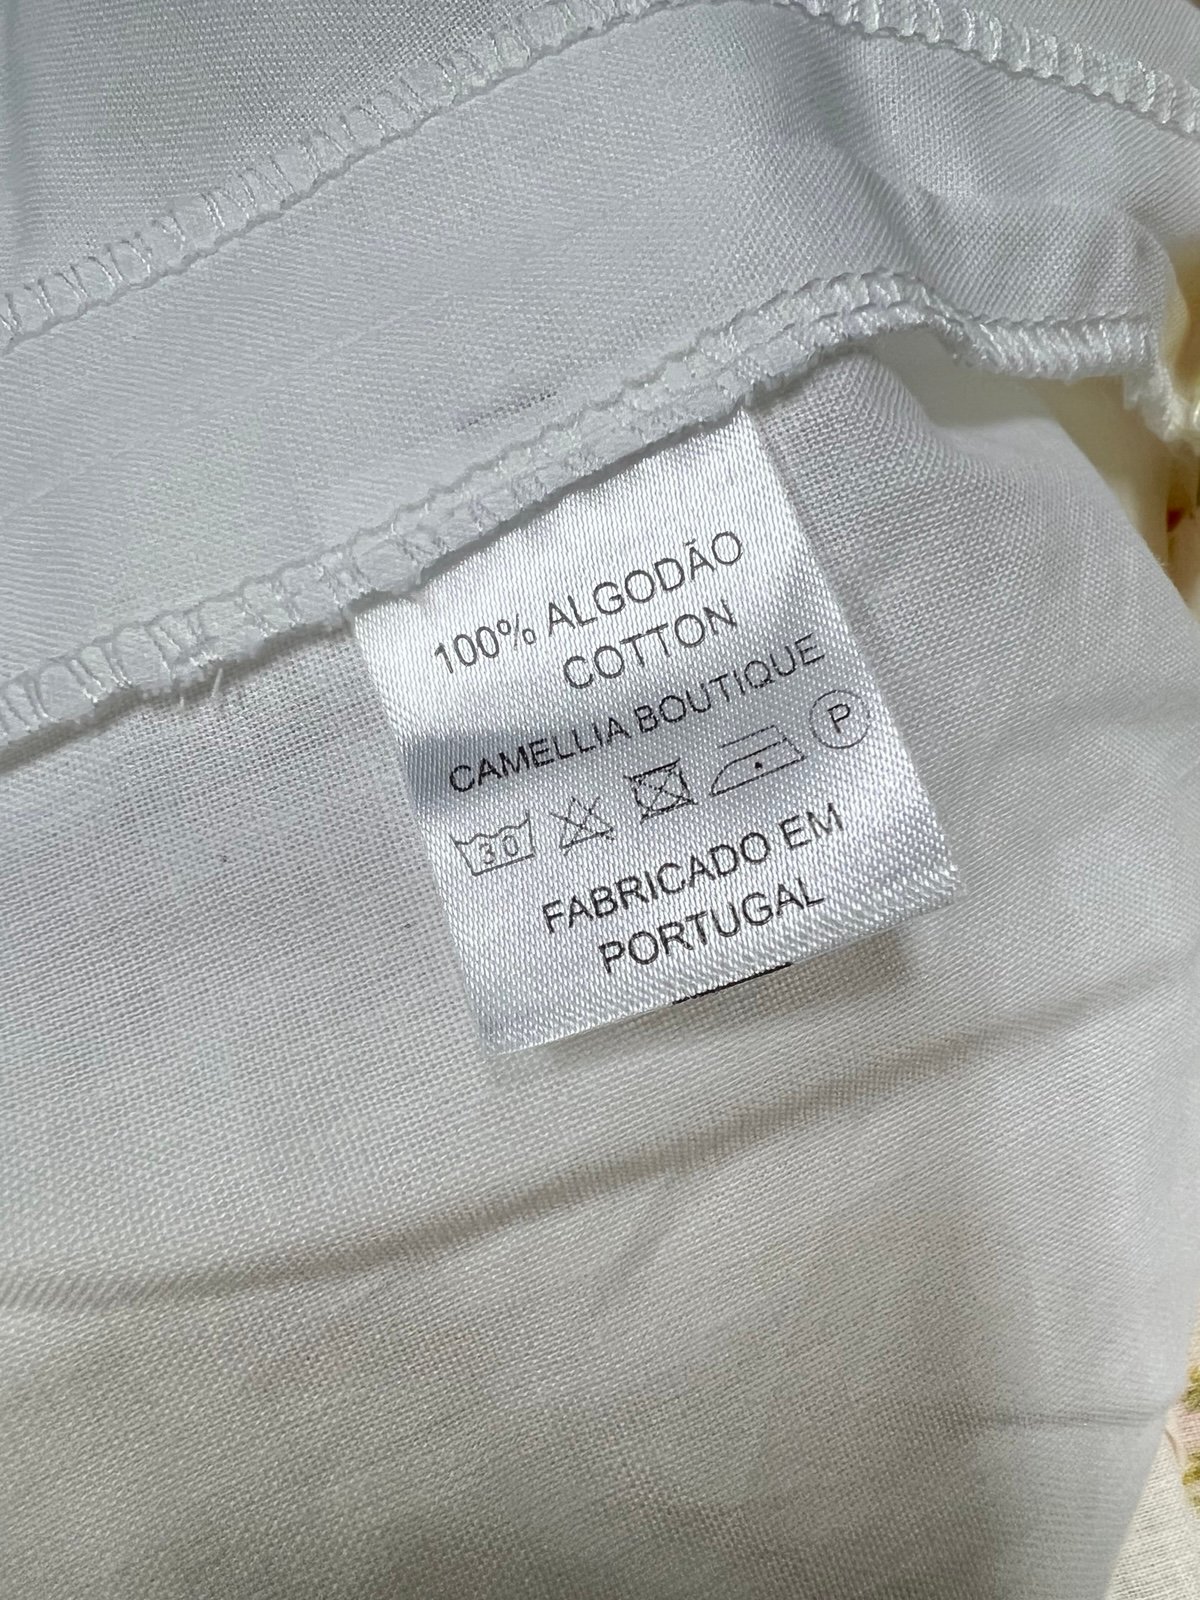 100% ALGODÃO
COTTON
CAMELLIA BOUTIQUE
30 P
FABRICADO EM
PORTUGAL